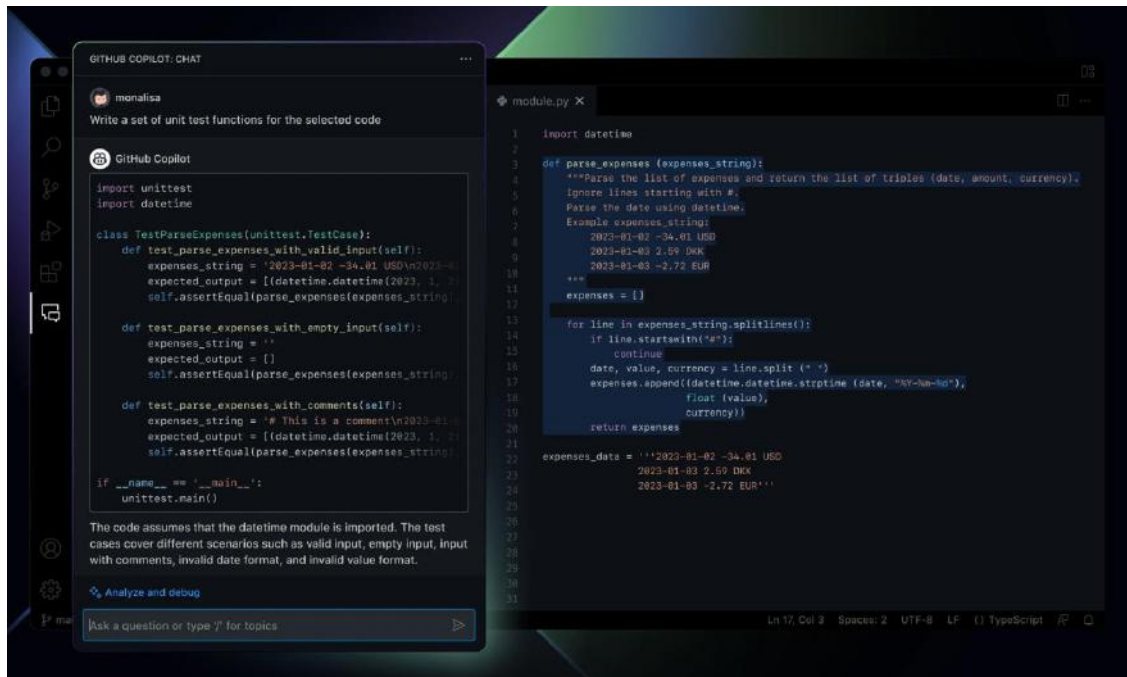 GITHUB COPILOT: CHAT
monalisa
Write a set of unit test functions for the selected code
GitHub Copilot
import unittest
import datetime
class TestParseExpenses(unittest.TestCase):
def test_parse_expenses_with_valid_input(self):
expenses_string = '2023-01-02 -34.01 USD\n2023-0
expected_output = [(datetime.datetime(2023, 1, 2
self.assertEqual(parse_expenses(expenses_string)
def test_parse_expenses_with_empty_input(self):
expenses_string = ''
expected_output = []
self.assertEqual(parse_expenses(expenses_string)
def test_parse_expenses_with_comments(self):
expenses_string = '# This is a comment\n2023-01-
expected_output = [(datetime.datetime(2023, 1, 2
self.assertEqual(parse_expenses(expenses_string)
if __name__ == '__main__':
unittest.main()
The code assumes that the datetime module is imported. The test
cases cover different scenarios such as valid input, empty input, input
with comments, invalid date format, and invalid value format.
Analyze and debug
Ask a question or type '/' for topics
ma
module.py
1 import datetime
2
3 def parse_expenses (expenses_string):
4 """Parse the list of expenses and return the list of triples (date, amount, currency).
5 Ignore lines starting with #.
6 Parse the date using datetime.
7 Example expenses_string:
8 2023-01-02 -34.01 USD
9 2023-01-03 2.59 DKK
10 2023-01-03 -2.72 EUR
11 """
12 expenses = []
13 for line in expenses_string.splitlines():
14 if line.startswith("#"):
15 continue
16 date, value, currency = line.split (" ")
17 expenses.append((datetime.datetime.strptime (date, "%Y-%m-%d"),
18 float (value),
19 currency))
20 return expenses
21
22 expenses_data = '''2023-01-02 -34.01 USD
23 2023-01-03 2.59 DKK
24 2023-01-03 -2.72 EUR'''
25
26
27
28
29
30
31
Ln 17, Col 3 Spaces: 2 UTF-8 LF {} TypeScript